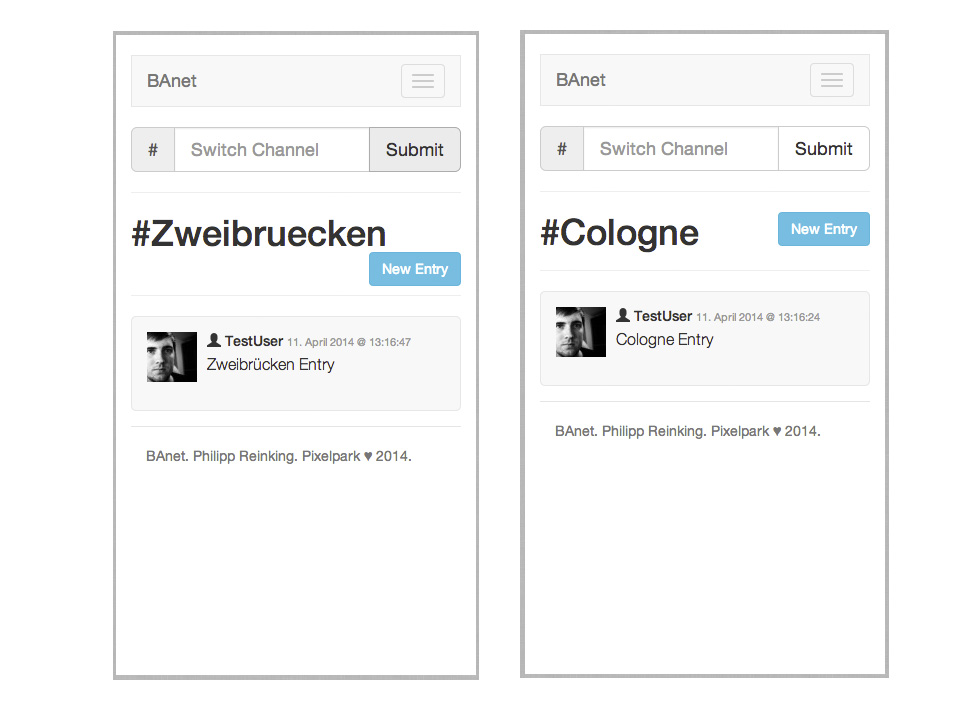 BAnet
# Switch Channel Submit
#Zweibruecken
New Entry
TestUser 11. April 2014 @ 13:16:47
Zweibrücken Entry
BAnet. Philipp Reinking. Pixelpark ♥ 2014.
BAnet
# Switch Channel Submit
#Cologne New Entry
TestUser 11. April 2014 @ 13:16:24
Cologne Entry
BAnet. Philipp Reinking. Pixelpark ♥ 2014.